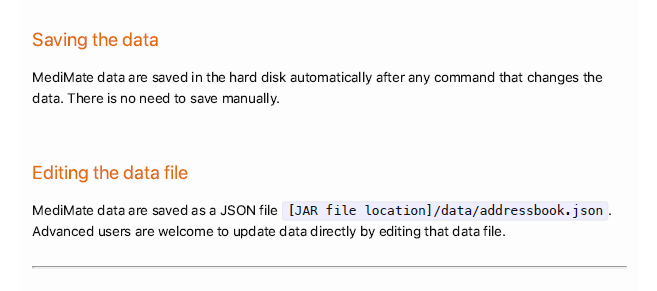 Saving the data
MediMate data are saved in the hard disk automatically after any command that changes the
data. There is no need to save manually.
Editing the data file
MediMate data are saved as a JSON file [JAR file location]/data/addressbook.json .
Advanced users are welcome to update data directly by editing that data file.